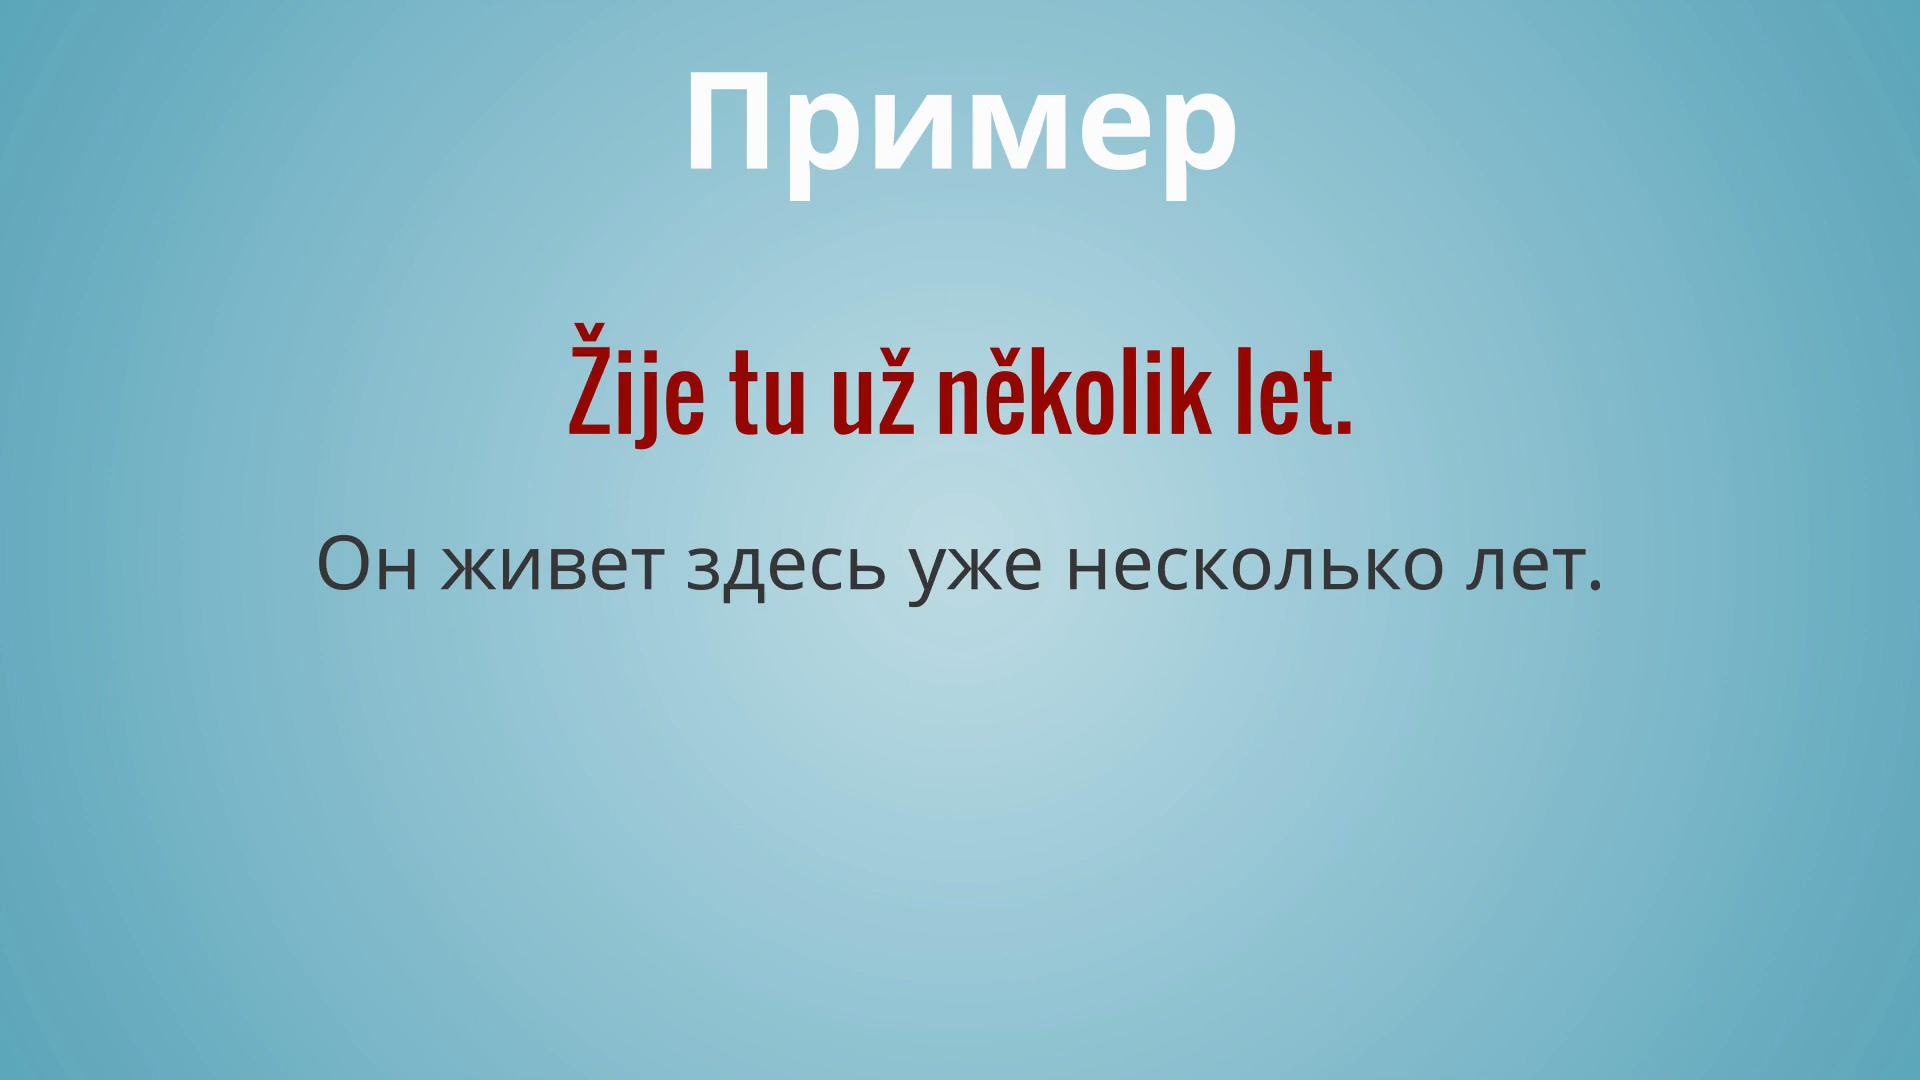 Пример
Žije tu už několik let.
Он живет здесь уже несколько лет.